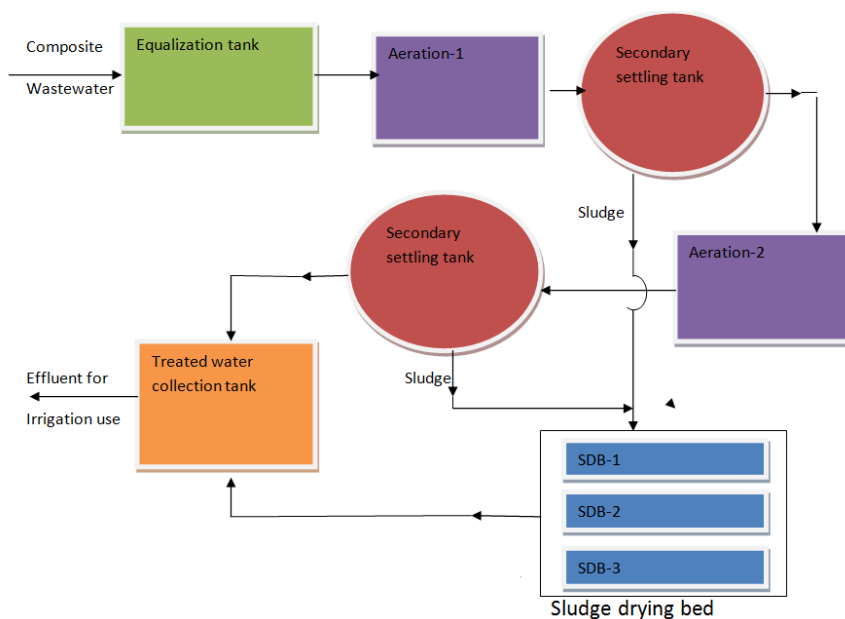 Composite
Wastewater
Equalization tank
Aeration-1
Secondary
settling tank
Sludge
Aeration-2
Secondary
settling tank
Sludge
Treated water
collection tank
Effluent for
Irrigation use
SDB-1
SDB-2
SDB-3
Sludge drying bed